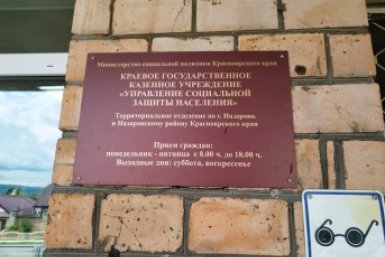 Министерство социальной политики Красноярского края
КРАЕВОЕ ГОСУДАРСТВЕННОЕ
КАЗЕННОЕ УЧРЕЖДЕНИЕ
«УПРАВЛЕНИЕ СОЦИАЛЬНОЙ
ЗАЩИТЫ НАСЕЛЕНИЯ»
Территориальное отделение по г. Назарово
и Назаровскому району Красноярского края
Прием граждан:
понедельник - пятница с 8.00 ч. до 18.00 ч.
Выходные дни: суббота, воскресенье